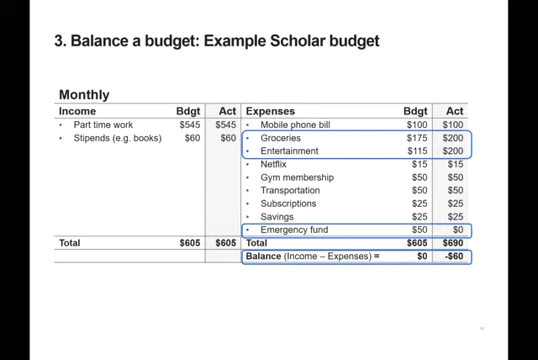 3. Balance a budget: Example Scholar budget
Monthly
Income Bdgt Act Expenses Bdgt Act
• Part time work $545 $545 • Mobile phone bill $100 $100
• Stipends (e.g. books) $60 $60 • Groceries $175 $200
• Entertainment $115 $200
• Netflix $15 $15
• Gym membership $50 $50
• Transportation $50 $50
• Subscriptions $25 $25
• Savings $25 $25
• Emergency fund $50 $0
Total $605 $605 Total $605 $690
Balance (Income – Expenses) = $0 -$60